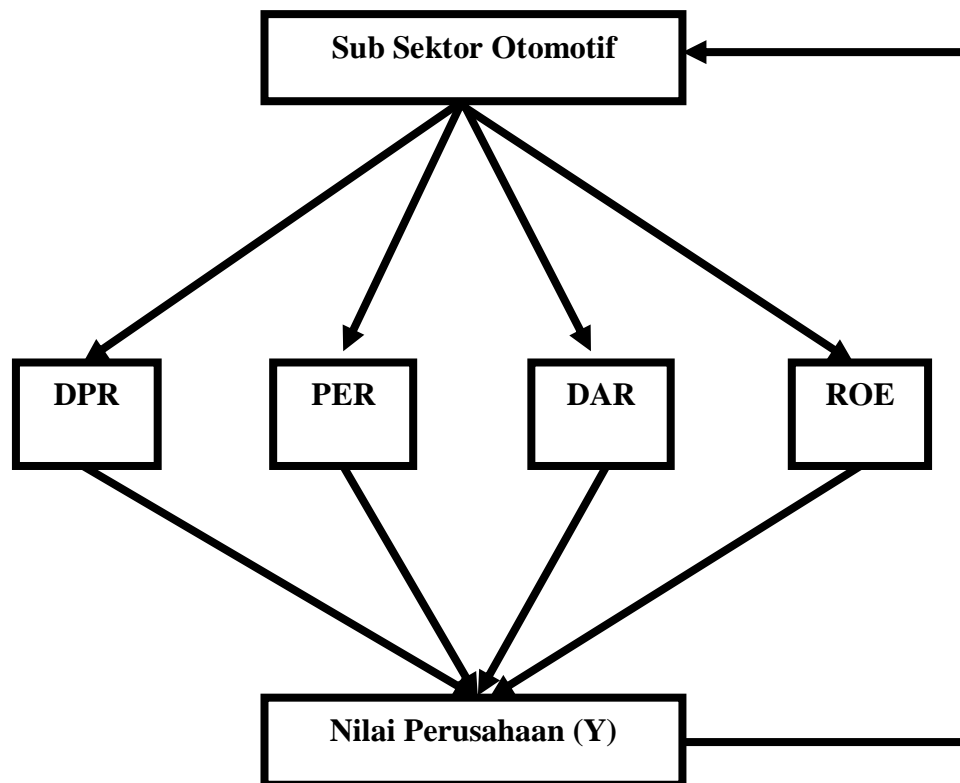 Sub Sektor Otomotif
DPR
PER
DAR
ROE
Nilai Perusahaan (Y)